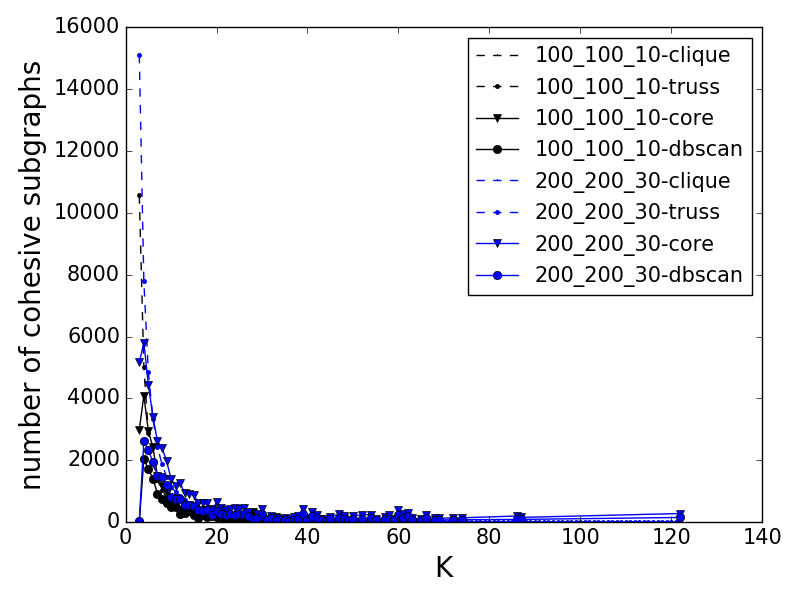 16000
14000
12000
10000
8000
6000
4000
2000
0
number of cohesive subgraphs
100_100_10-clique
100_100_10-truss
100_100_10-core
100_100_10-dbscan
200_200_30-clique
200_200_30-truss
200_200_30-core
200_200_30-dbscan
0 20 40 60 80 100 120 140
K